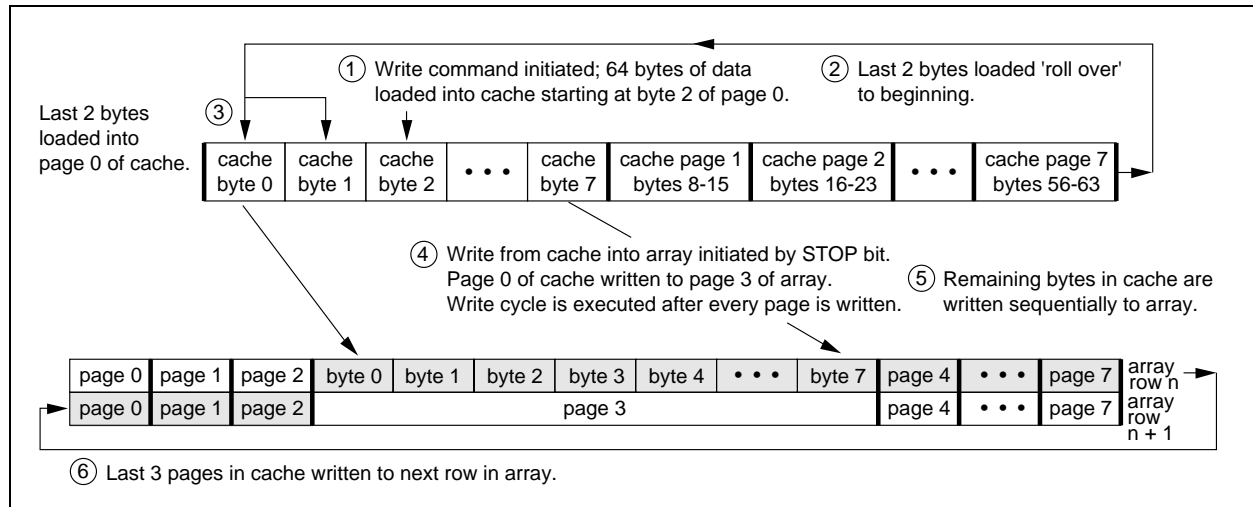 ① Write command initiated; 64 bytes of data
loaded into cache starting at byte 2 of page 0.
② Last 2 bytes loaded 'roll over'
to beginning.
Last 2 bytes
loaded into
page 0 of cache.
③
cache byte 0 cache byte 1 cache byte 2 • • • cache byte 7 cache page 1 bytes 8-15 cache page 2 bytes 16-23 • • • cache page 7 bytes 56-63
④ Write from cache into array initiated by STOP bit.
Page 0 of cache written to page 3 of array.
Write cycle is executed after every page is written.
⑤ Remaining bytes in cache are
written sequentially to array.
page 0 page 1 page 2 byte 0 byte 1 byte 2 byte 3 byte 4 • • • byte 7 page 4 • • • page 7 array row n
page 0 page 1 page 2 page 3 page 4 • • • page 7 array row n + 1
⑥ Last 3 pages in cache written to next row in array.